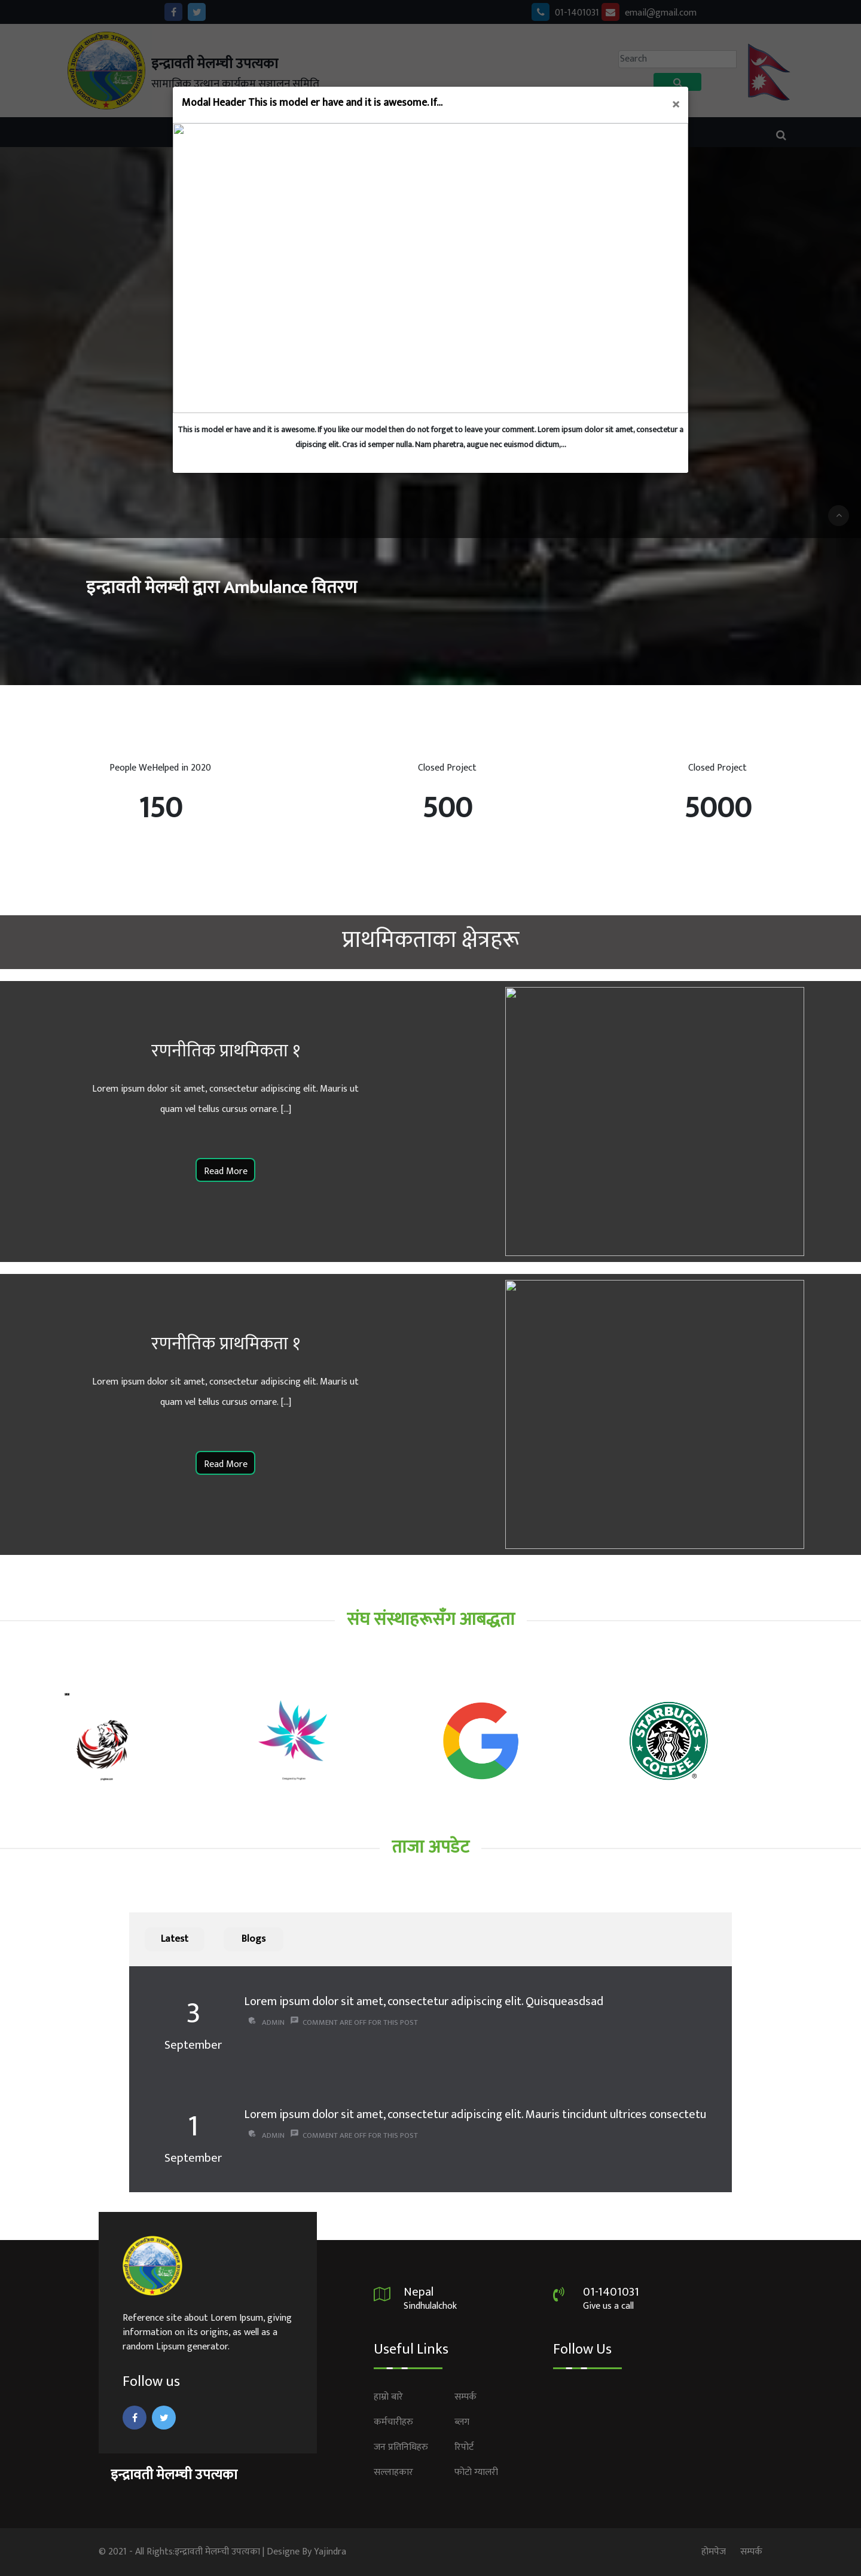 01-1401031 email@gmail.com
इन्द्रावती मेलम्ची उपत्यका
सामाजिक उत्थान कार्यक्रम सञ्चालन समिति
Search
Modal Header This is model er have and it is awesome. If...
×
This is model er have and it is awesome. If you like our model then do not forget to leave your comment. Lorem ipsum dolor sit amet, consectetur a
dipiscing elit. Cras id semper nulla. Nam pharetra, augue nec euismod dictum,...
इन्द्रावती मेलम्ची द्वारा Ambulance वितरण
People WeHelped in 2020
150
Closed Project
500
Closed Project
5000
प्राथमिकताका क्षेत्रहरू
रणनीतिक प्राथमिकता १
Lorem ipsum dolor sit amet, consectetur adipiscing elit. Mauris ut
quam vel tellus cursus ornare. [...]
Read More
रणनीतिक प्राथमिकता १
Lorem ipsum dolor sit amet, consectetur adipiscing elit. Mauris ut
quam vel tellus cursus ornare. [...]
Read More
संघ संस्थाहरूसँग आबद्धता
STARBUCKS
COFFEE
®
ताजा अपडेट
Latest Blogs
3
September
Lorem ipsum dolor sit amet, consectetur adipiscing elit. Quisqueasdsad
ADMIN COMMENT ARE OFF FOR THIS POST
1
September
Lorem ipsum dolor sit amet, consectetur adipiscing elit. Mauris tincidunt ultrices consectetu
ADMIN COMMENT ARE OFF FOR THIS POST
Reference site about Lorem Ipsum, giving
information on its origins, as well as a
random Lipsum generator.
Follow us
इन्द्रावती मेलम्ची उपत्यका
Nepal
Sindhulalchok
01-1401031
Give us a call
Useful Links
हाम्रो बारे
कर्मचारीहरु
जन प्रतिनिधिहरु
सल्लाहकार
सम्पर्क
ब्लग
रिपोर्ट
फोटो ग्यालरी
Follow Us
© 2021 - All Rights:इन्द्रावती मेलम्ची उपत्यका | Designe By Yajindra
होमपेज सम्पर्क